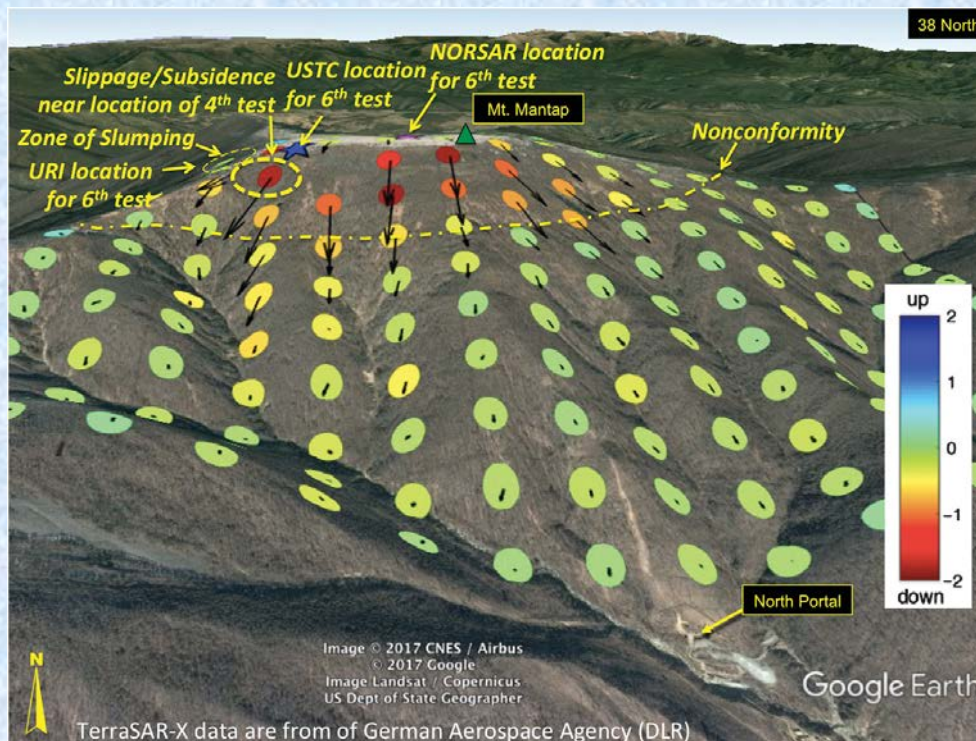 38 North
NORSAR location
for 6th test
Slippage/Subsidence
near location of 4th test
USTC location
for 6th test
Mt. Mantap
Zone of Slumping
Nonconformity
URI location
for 6th test
up
2
1
0
-1
-2
down
North Portal
Image © 2017 CNES / Airbus
© 2017 Google
Image Landsat / Copernicus
US Dept of State Geographer
Google Earth
N
TerraSAR-X data are from of German Aerospace Agency (DLR)